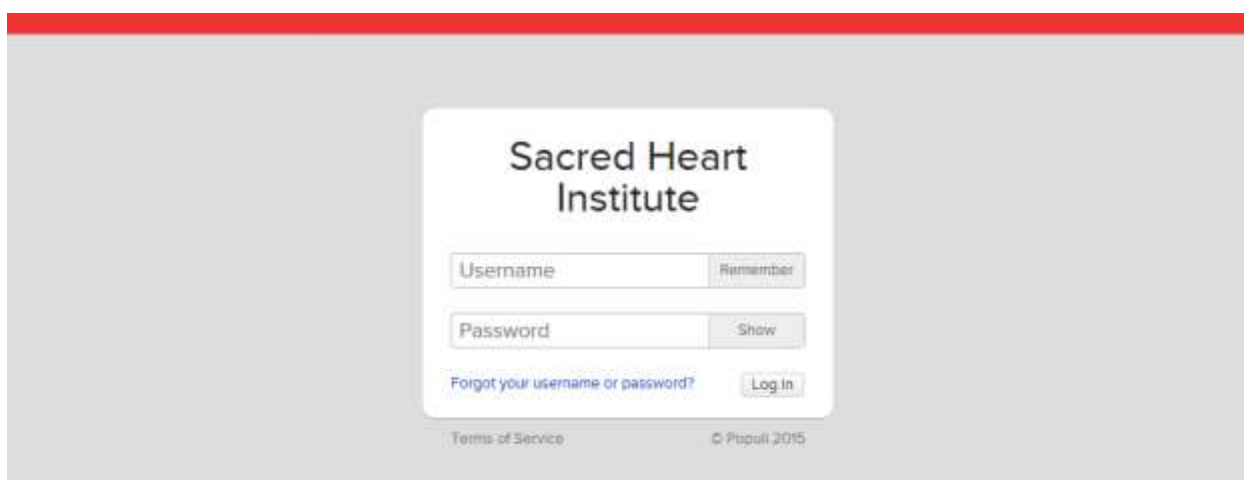 Sacred Heart
Institute
Username Remember
Password Show
Forgot your username or password? Log In
Terms of Service © Populi 2015